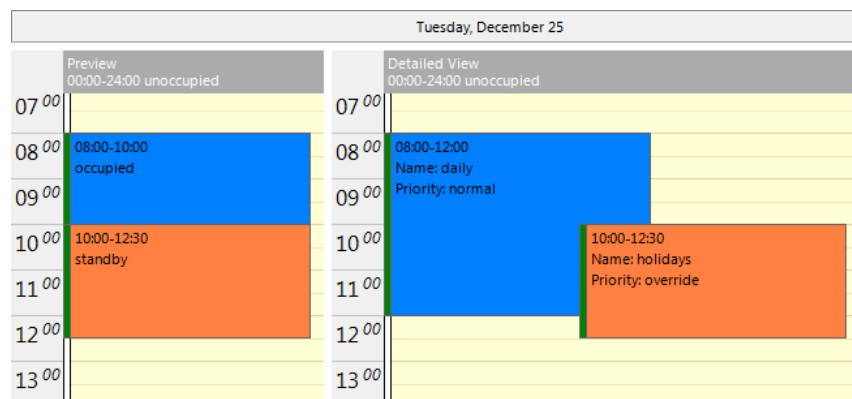 Tuesday, December 25
Preview
00:00-24:00 unoccupied
07 00
08 00
09 00
10 00
11 00
12 00
13 00
08:00-10:00
occupied
10:00-12:30
standby
Detailed View
00:00-24:00 unoccupied
07 00
08 00
09 00
10 00
11 00
12 00
13 00
08:00-12:00
Name: daily
Priority: normal
10:00-12:30
Name: holidays
Priority: override